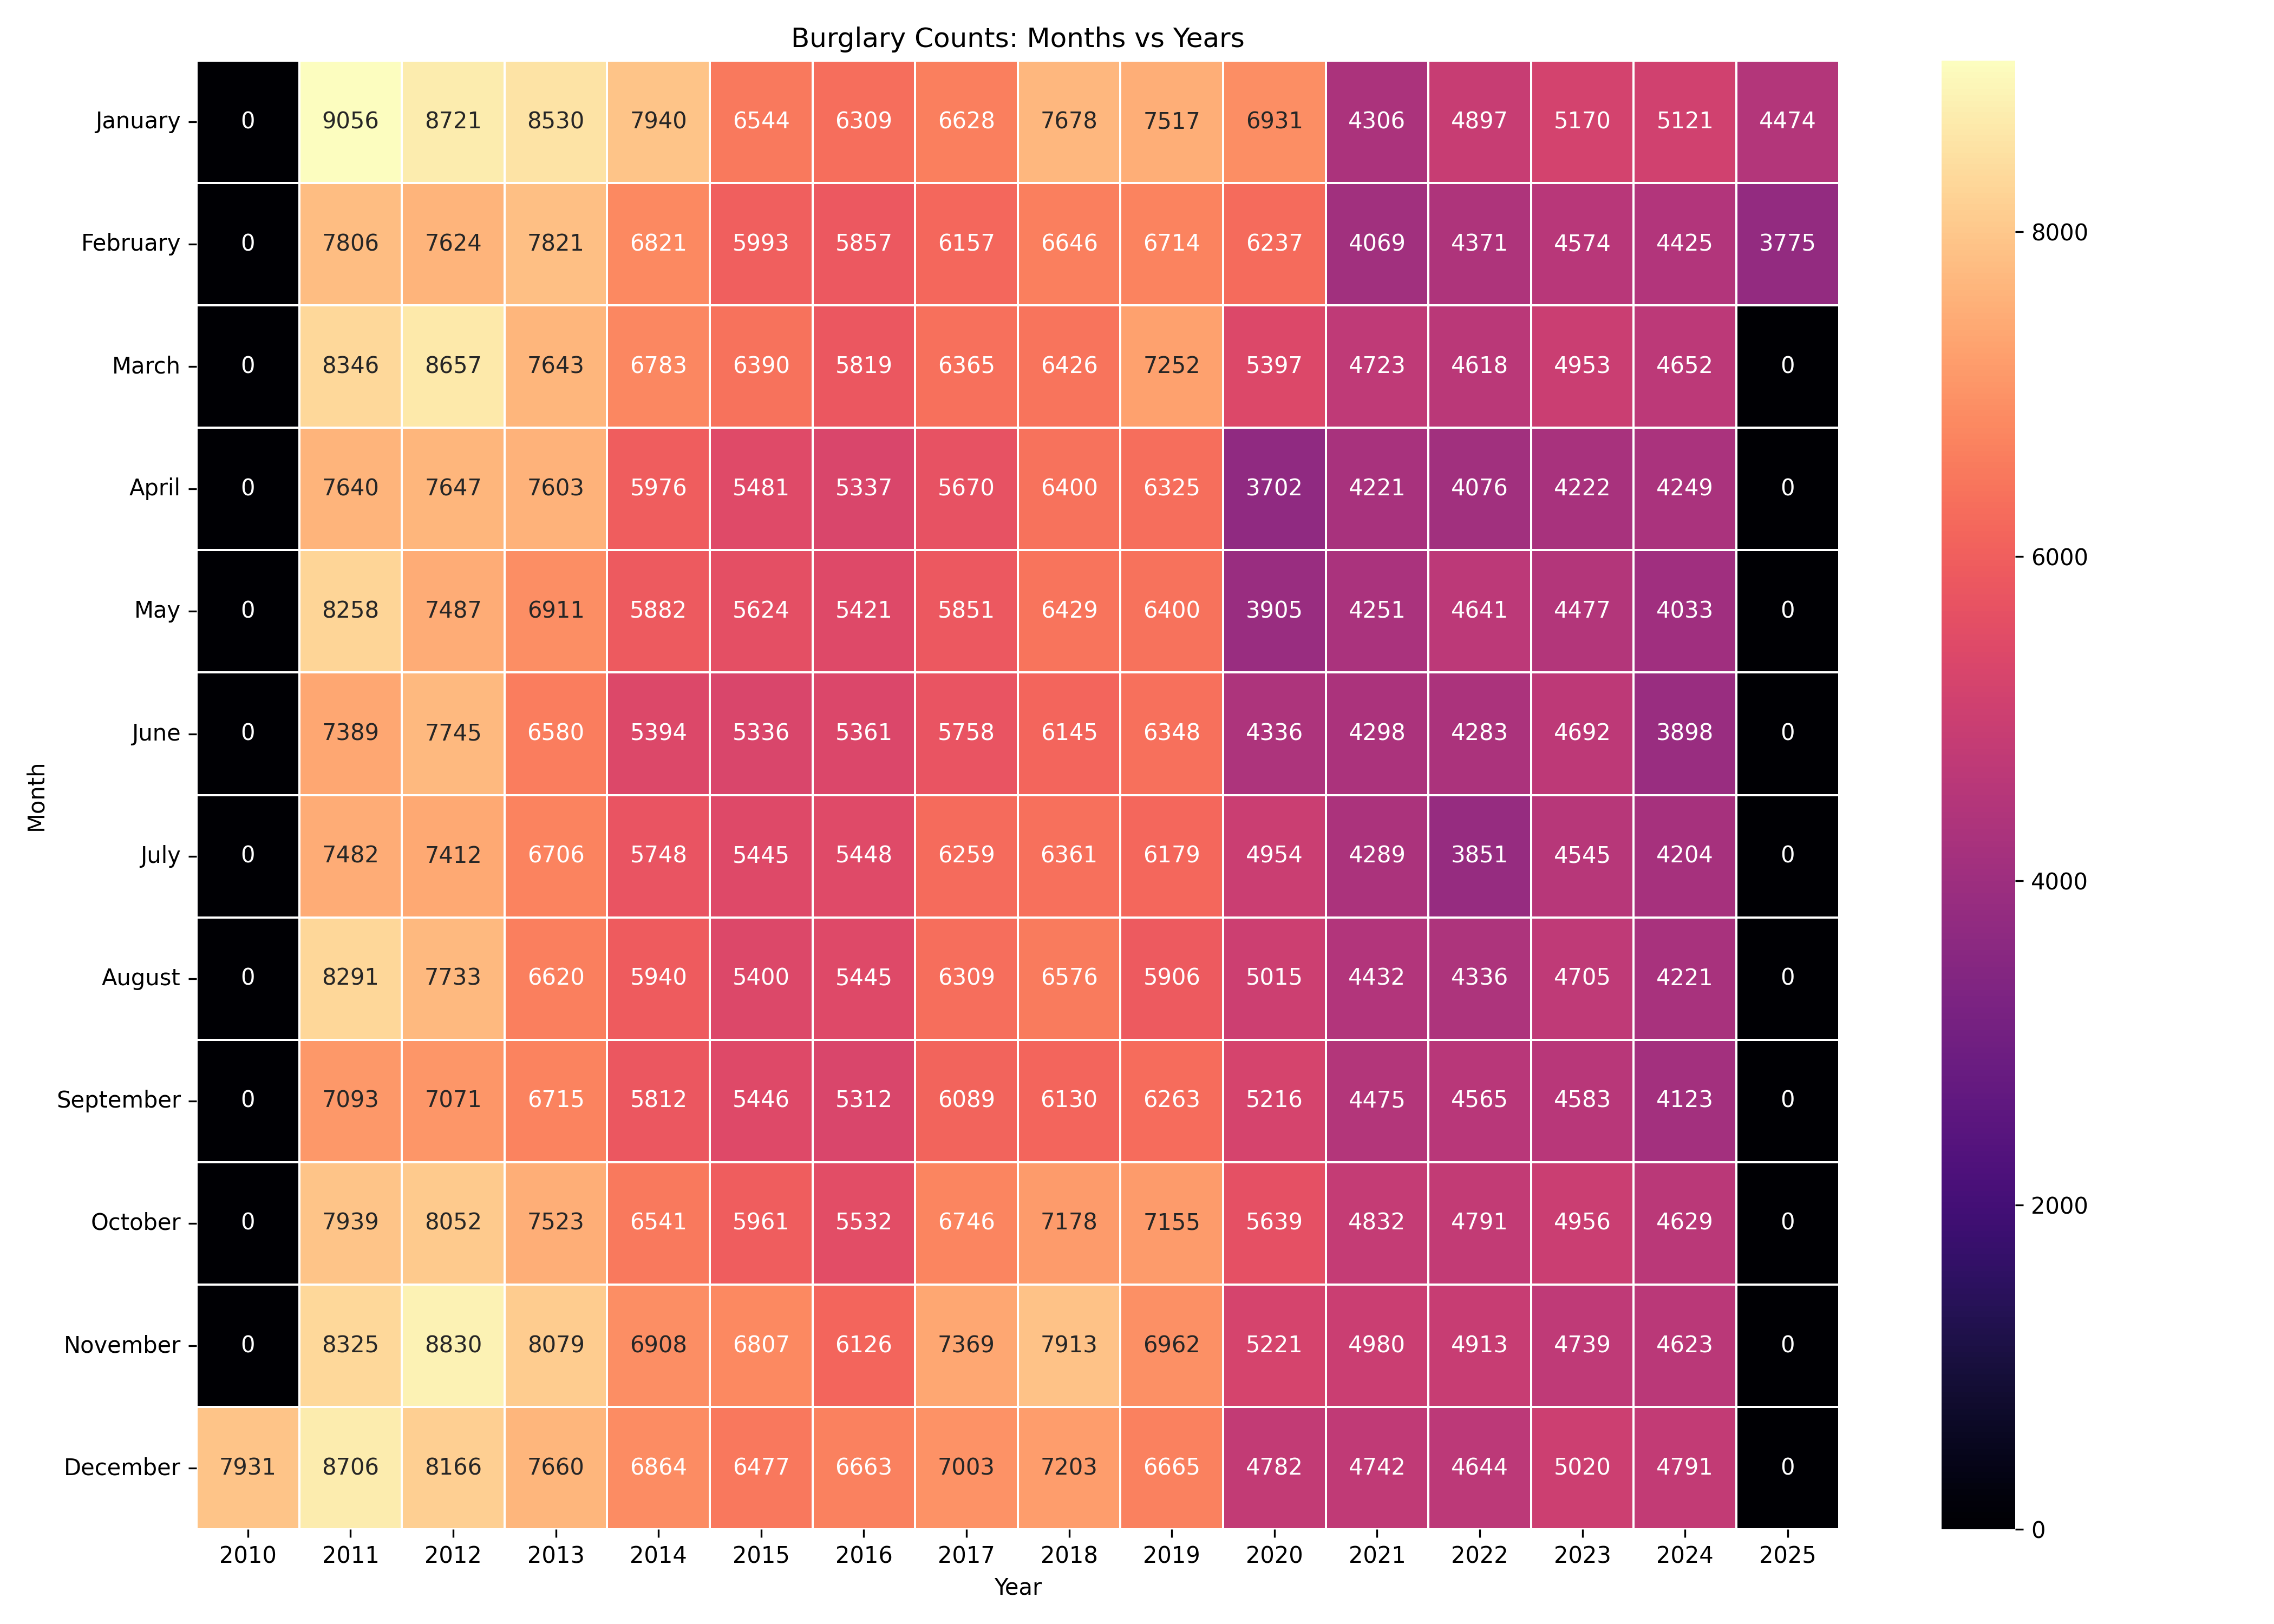 Burglary Counts: Months vs Years
January 0 9056 8721 8530 7940 6544 6309 6628 7678 7517 6931 4306 4897 5170 5121 4474
February 0 7806 7624 7821 6821 5993 5857 6157 6646 6714 6237 4069 4371 4574 4425 3775
8000
March 0 8346 8657 7643 6783 6390 5819 6365 6426 7252 5397 4723 4618 4953 4652 0
April 0 7640 7647 7603 5976 5481 5337 5670 6400 6325 3702 4221 4076 4222 4249 0
6000
May 0 8258 7487 6911 5882 5624 5421 5851 6429 6400 3905 4251 4641 4477 4033 0
June 0 7389 7745 6580 5394 5336 5361 5758 6145 6348 4336 4298 4283 4692 3898 0
Month
July 0 7482 7412 6706 5748 5445 5448 6259 6361 6179 4954 4289 3851 4545 4204 0
4000
August 0 8291 7733 6620 5940 5400 5445 6309 6576 5906 5015 4432 4336 4705 4221 0
September 0 7093 7071 6715 5812 5446 5312 6089 6130 6263 5216 4475 4565 4583 4123 0
2000
October 0 7939 8052 7523 6541 5961 5532 6746 7178 7155 5639 4832 4791 4956 4629 0
November 0 8325 8830 8079 6908 6807 6126 7369 7913 6962 5221 4980 4913 4739 4623 0
December 7931 8706 8166 7660 6864 6477 6663 7003 7203 6665 4782 4742 4644 5020 4791 0
0
2010 2011 2012 2013 2014 2015 2016 2017 2018 2019 2020 2021 2022 2023 2024 2025
Year